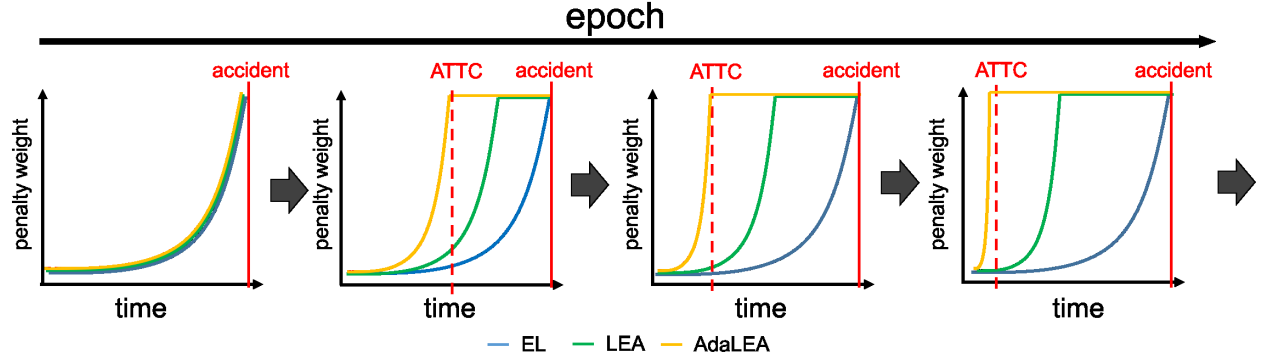 epoch
accident
ATTC accident
ATTC accident
ATTC accident
penalty weight
penalty weight
penalty weight
penalty weight
time
time
time
time
EL LEA AdaLEA